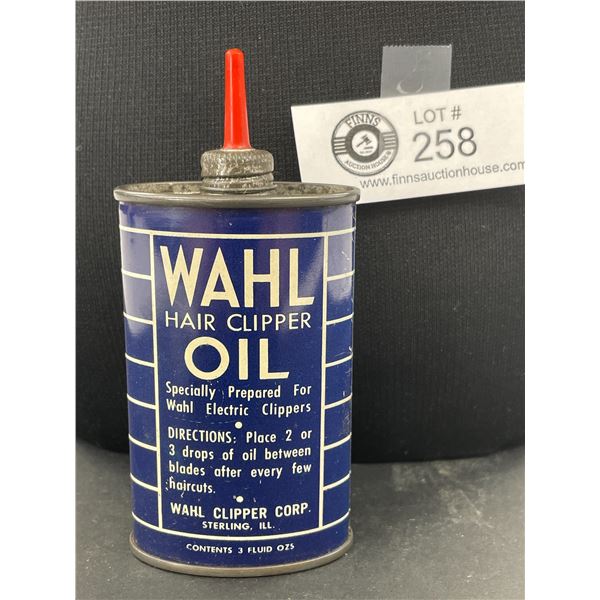 FINNS
AUCTION HOUSE
LOT #
258
www.finnsauctionhouse.com
WAHL
HAIR CLIPPER
OIL
Specially Prepared For
Wahl Electric Clippers
DIRECTIONS: Place 2 or
3 drops of oil between
blades after every few
haircuts.
WAHL CLIPPER CORP.
STERLING, ILL.
CONTENTS 3 FLUID OZS